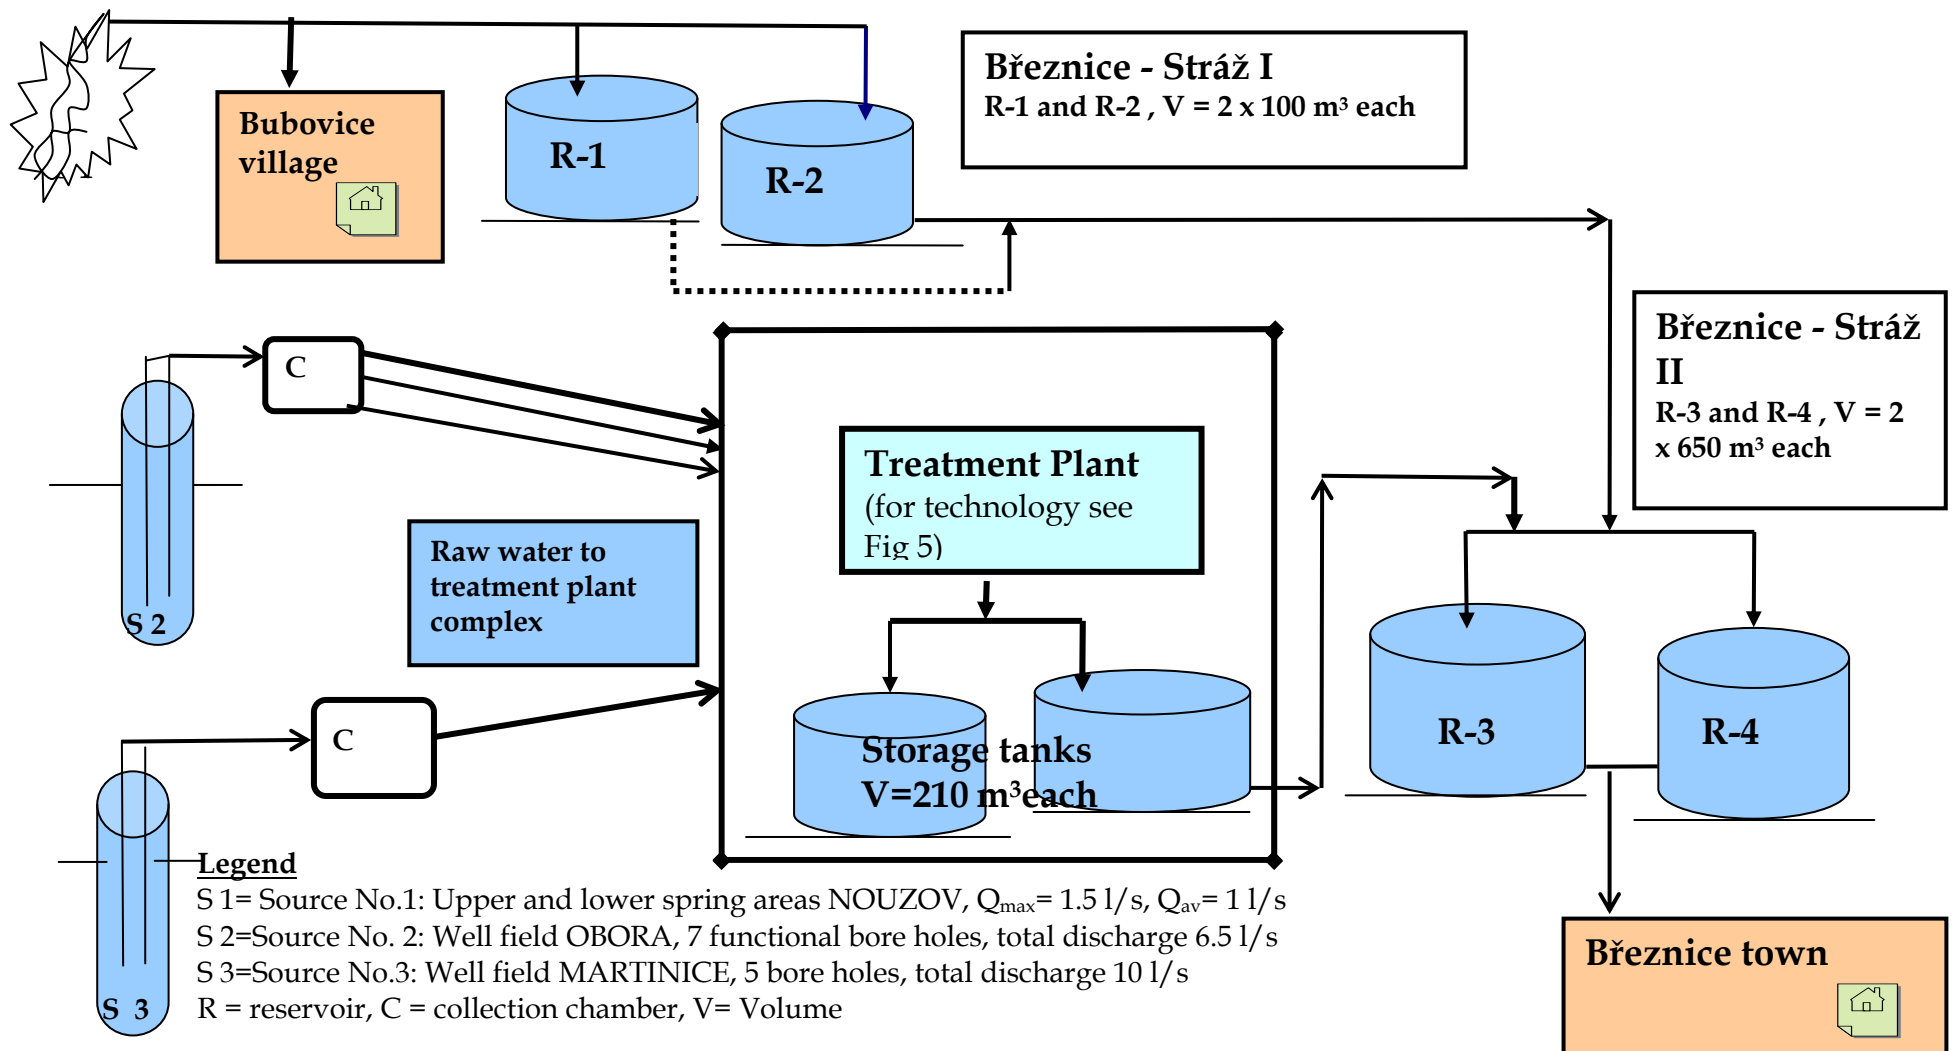 Březnice - Stráž I
R-1 and R-2 , V = 2 x 100 m³ each
Bubovice
village
R-1
R-2
Březnice - Stráž
II
R-3 and R-4 , V = 2
x 650 m³ each
C
Treatment Plant
(for technology see
Fig 5)
Raw water to
treatment plant
complex
S 2
C
Storage tanks
V=210 m³each
R-3
R-4
S 3
Legend
S 1= Source No.1: Upper and lower spring areas NOUZOV, Qmax= 1.5 l/s, Qav= 1 l/s
S 2=Source No. 2: Well field OBORA, 7 functional bore holes, total discharge 6.5 l/s
S 3=Source No.3: Well field MARTINICE, 5 bore holes, total discharge 10 l/s
R = reservoir, C = collection chamber, V= Volume
Březnice town